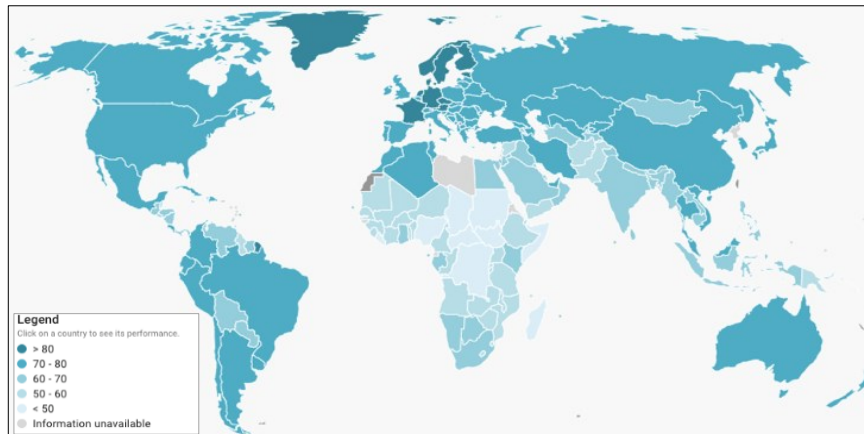 Legend
Click on a country to see its performance.
> 80
70 - 80
60 - 70
50 - 60
< 50
Information unavailable